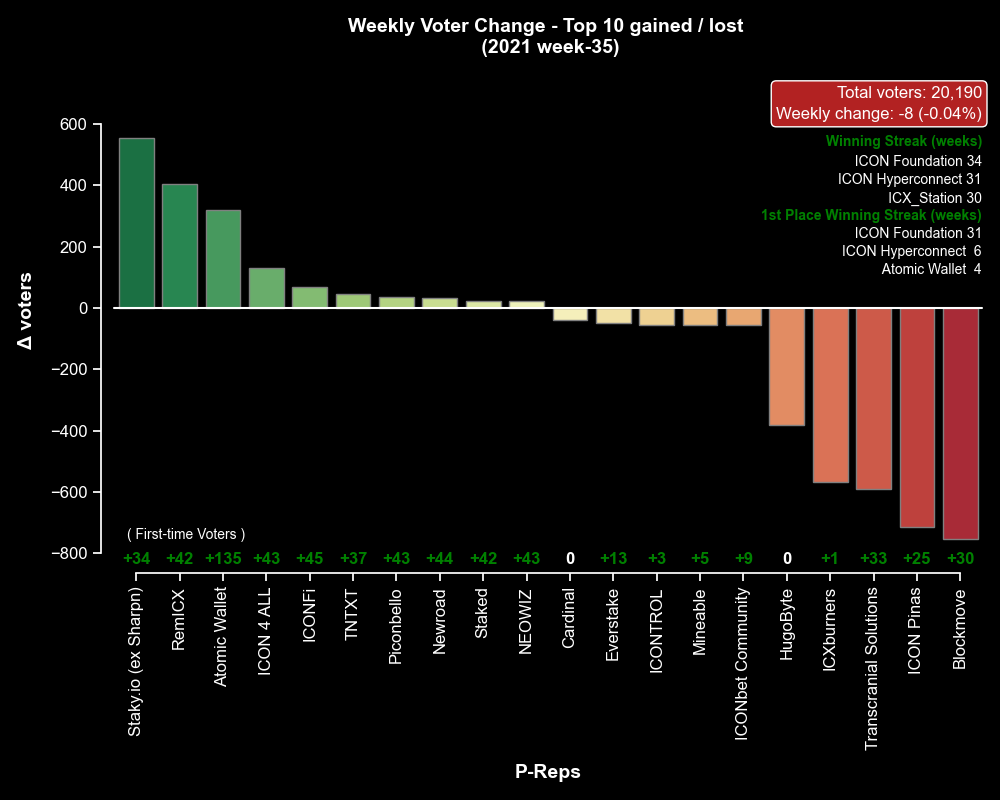 Weekly Voter Change - Top 10 gained / lost
(2021 week-35)
Total voters: 20,190
Weekly change: -8 (-0.04%)
Winning Streak (weeks)
ICON Foundation 34
ICON Hyperconnect 31
ICX_Station 30
1st Place Winning Streak (weeks)
ICON Foundation 31
ICON Hyperconnect 6
Atomic Wallet 4
Δ voters
600
400
200
0
−200
−400
−600
−800
( First-time Voters )
+34 +42 +135 +43 +45 +37 +43 +44 +42 +43 0 +13 +3 +5 +9 0 +1 +33 +25 +30
Staky.io (ex Sharpn)
RemICX
Atomic Wallet
ICON 4 ALL
ICONFi
TNTXT
Piconbello
Newroad
Staked
NEOWIZ
Cardinal
Everstake
ICONTROL
Mineable
ICONbet Community
HugoByte
ICXburners
Transcranial Solutions
ICON Pinas
Blockmove
P-Reps